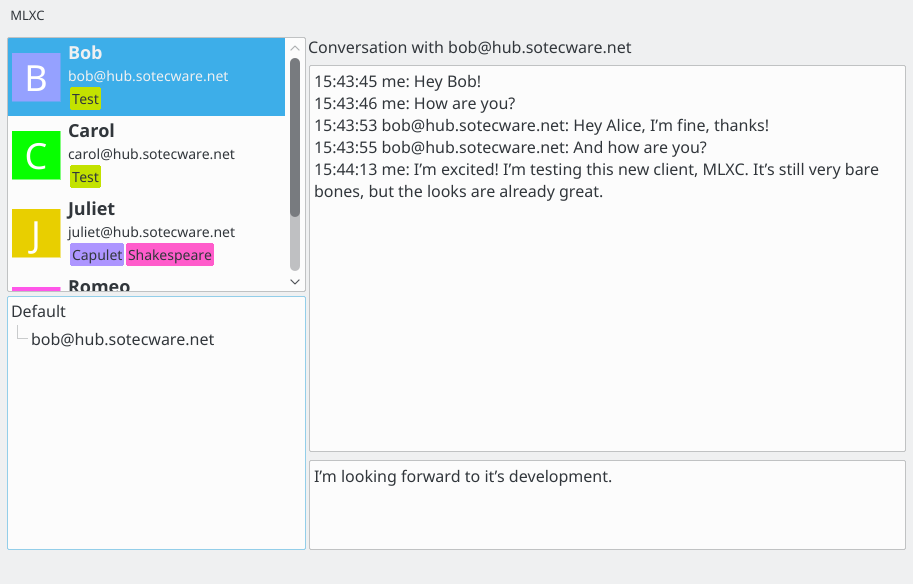 MLXC
B
Bob
bob@hub.sotecware.net
Test
C
Carol
carol@hub.sotecware.net
Test
J
Juliet
juliet@hub.sotecware.net
Capulet Shakespeare
Romeo
Default
bob@hub.sotecware.net
Conversation with bob@hub.sotecware.net
15:43:45 me: Hey Bob!
15:43:46 me: How are you?
15:43:53 bob@hub.sotecware.net: Hey Alice, I’m fine, thanks!
15:43:55 bob@hub.sotecware.net: And how are you?
15:44:13 me: I’m excited! I’m testing this new client, MLXC. It’s still very bare
bones, but the looks are already great.
I’m looking forward to it’s development.